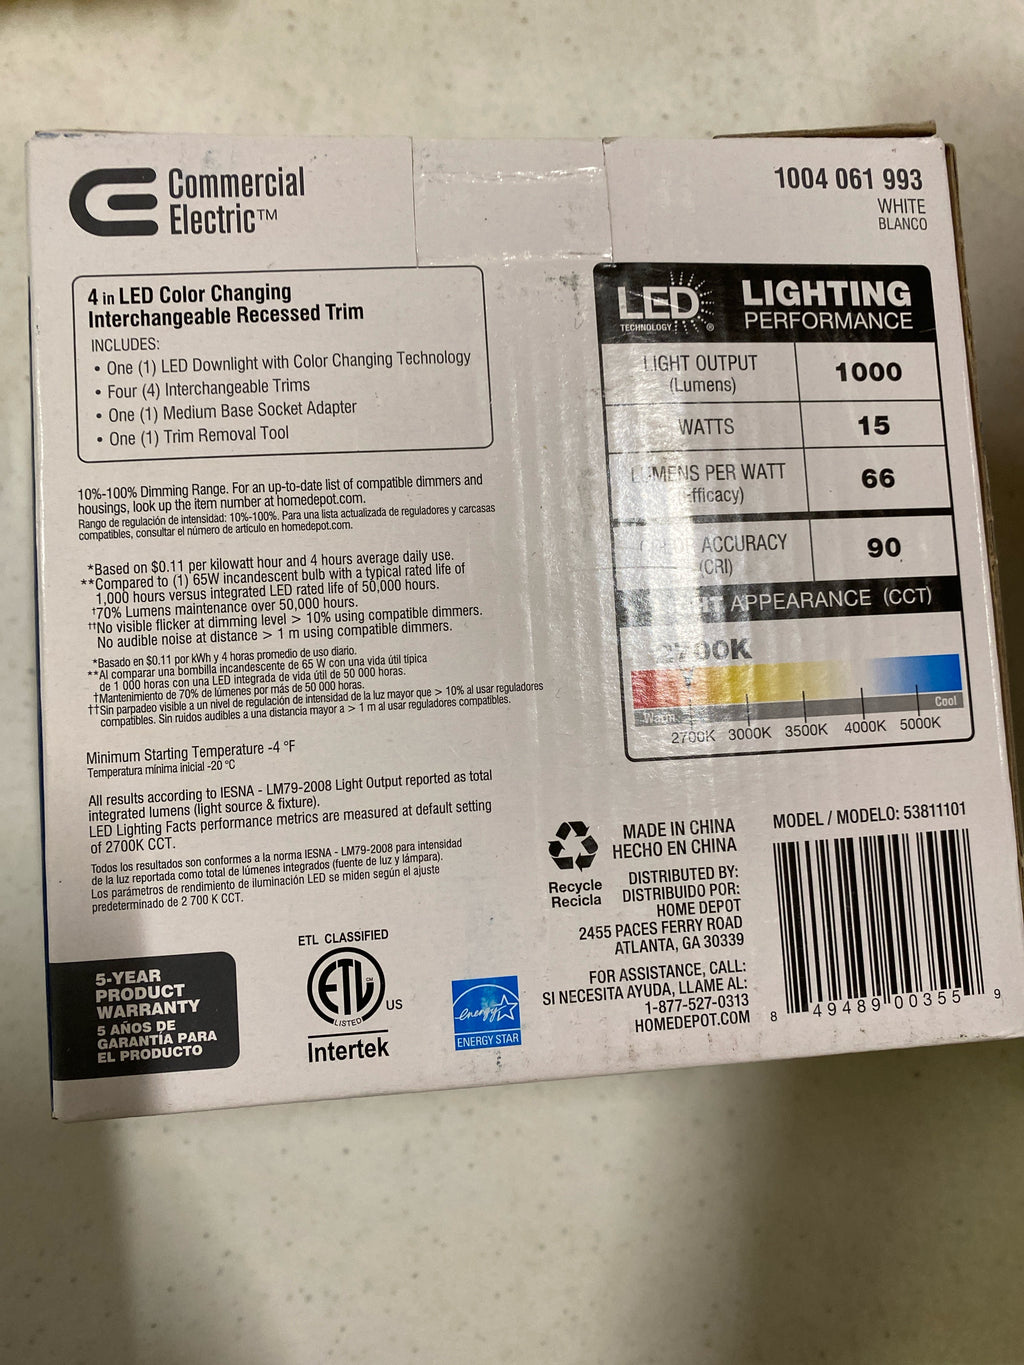 Commercial
Electric™
1004 061 993
WHITE
BLANCO
4 in LED Color Changing
Interchangeable Recessed Trim
INCLUDES:
• One (1) LED Downlight with Color Changing Technology
• Four (4) Interchangeable Trims
• One (1) Medium Base Socket Adapter
• One (1) Trim Removal Tool
10%-100% Dimming Range. For an up-to-date list of compatible dimmers and
housings, look up the item number at homedepot.com.
Rango de regulación de intensidad: 10%-100%. Para una lista actualizada de reguladores y carcasas
compatibles, consultar el número de artículo en homedepot.com.
*Based on $0.11 per kilowatt hour and 4 hours average daily use.
**Compared to (1) 65W incandescent bulb with a typical rated life of
1,000 hours versus integrated LED rated life of 50,000 hours.
†70% Lumens maintenance over 50,000 hours.
††No visible flicker at dimming level > 10% using compatible dimmers.
No audible noise at distance > 1 m using compatible dimmers.
*Basado en $0.11 por kWh y 4 horas promedio de uso diario.
**Al comparar una bombilla incandescente de 65 W con una vida útil típica
de 1 000 horas con una LED integrada de vida útil de 50 000 horas.
†Mantenimiento de 70% de lúmenes por más de 50 000 horas.
††Sin parpadeo visible a un nivel de regulación de intensidad de la luz mayor que > 10% al usar reguladores
compatibles. Sin ruidos audibles a una distancia mayor a > 1 m al usar reguladores compatibles.
Minimum Starting Temperature -4 °F
Temperatura mínima inicial -20 °C
All results according to IESNA - LM79-2008 Light Output reported as total
integrated lumens (light source & fixture).
LED Lighting Facts performance metrics are measured at default setting
of 2700K CCT.
Todos los resultados son conformes a la norma IESNA - LM79-2008 para intensidad
de la luz reportada como total de lúmenes integrados (fuente de luz y lámpara).
Los parámetros de rendimiento de iluminación LED se miden según el ajuste
predeterminado de 2 700 K CCT.
5-YEAR
PRODUCT
WARRANTY
5 AÑOS DE
GARANTÍA PARA
EL PRODUCTO
ETL CLASSIFIED
ETL CM
LISTED
US
Intertek
energy
ENERGY STAR
LED
TECHNOLOGY ®
LIGHTING
PERFORMANCE
LIGHT OUTPUT
(Lumens)
1000
WATTS
15
LUMENS PER WATT
(Efficacy)
66
COLOR ACCURACY
(CRI)
90
LIGHT APPEARANCE (CCT)
2700K
Warm
Cool
2700K 3000K 3500K 4000K 5000K
Recycle
Recicla
MADE IN CHINA
HECHO EN CHINA
DISTRIBUTED BY:
DISTRIBUIDO POR:
HOME DEPOT
2455 PACES FERRY ROAD
ATLANTA, GA 30339
FOR ASSISTANCE, CALL:
SI NECESITA AYUDA, LLAME AL:
1-877-527-0313
HOMEDEPOT.COM
MODEL / MODELO: 53811101
8 49489 00355 9